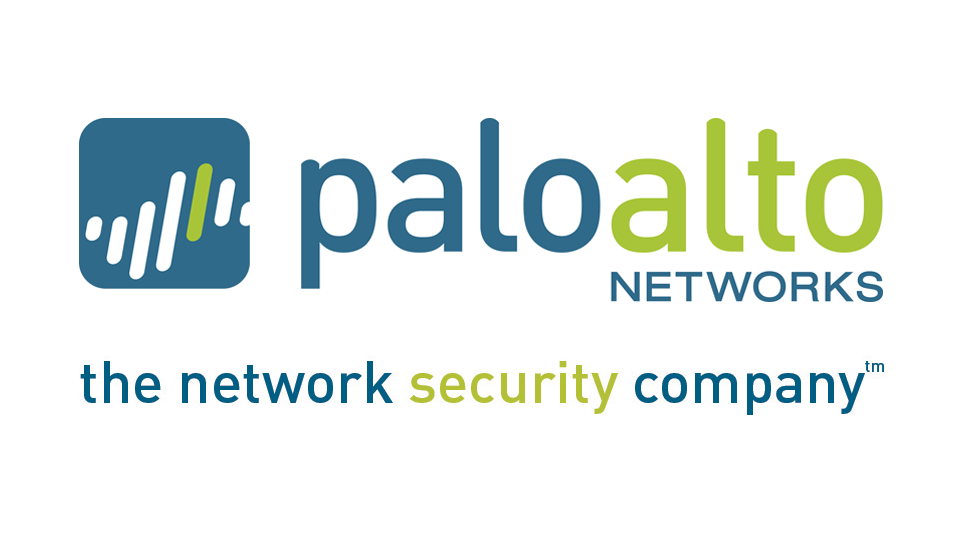 paloalto
NETWORKS
the network security company™